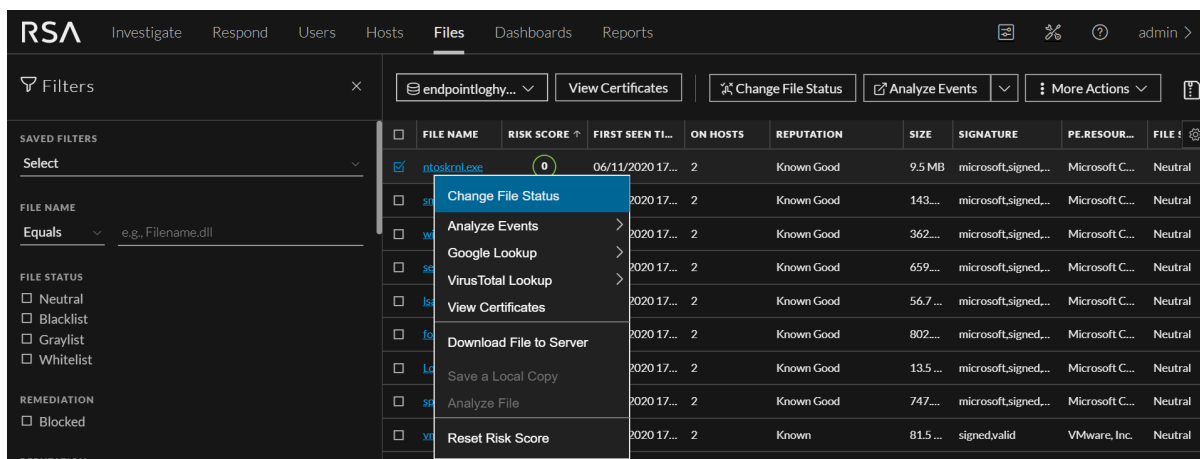 RSA Investigate Respond Users Hosts Files Dashboards Reports admin
Filters
endpointloghy... View Certificates Change File Status Analyze Events More Actions
SAVED FILTERS
Select
FILE NAME
Equals e.g., Filename.dll
FILE STATUS
Neutral
Blacklist
Graylist
Whitelist
REMEDIATION
Blocked
FILE NAME RISK SCORE FIRST SEEN TI... ON HOSTS REPUTATION SIZE SIGNATURE PE.RESOUR... FILE
ntoskrnl.exe 0 06/11/2020 17... 2 Known Good 9.5 MB microsoft,signed,... Microsoft C... Neutral
2020 17... 2 Known Good 143.... microsoft,signed,... Microsoft C... Neutral
2020 17... 2 Known Good 362.... microsoft,signed,... Microsoft C... Neutral
2020 17... 2 Known Good 659.... microsoft,signed,... Microsoft C... Neutral
2020 17... 2 Known Good 56.7 ... microsoft,signed,... Microsoft C... Neutral
2020 17... 2 Known Good 802.... microsoft,signed,... Microsoft C... Neutral
2020 17... 2 Known Good 13.5 ... microsoft,signed,... Microsoft C... Neutral
2020 17... 2 Known Good 747.... microsoft,signed,... Microsoft C... Neutral
2020 17... 2 Known 81.5 ... signed,valid VMware, Inc. Neutral
Change File Status
Analyze Events
Google Lookup
VirusTotal Lookup
View Certificates
Download File to Server
Save a Local Copy
Analyze File
Reset Risk Score